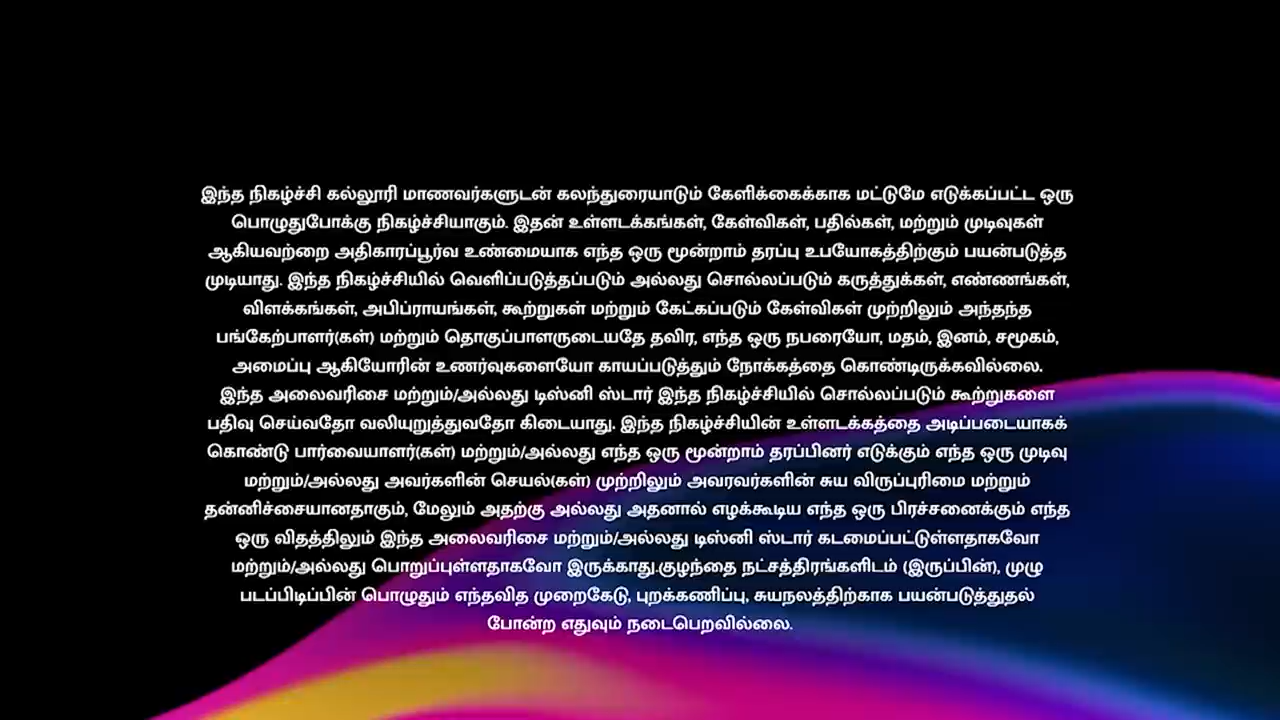 இந்த நிகழ்ச்சி கல்லூரி மாணவர்களுடன் கலந்துரையாடும் கேளிக்கைக்காக மட்டுமே எடுக்கப்பட்ட ஒரு
பொழுதுபோக்கு நிகழ்ச்சியாகும். இதன் உள்ளடக்கங்கள், கேள்விகள், பதில்கள், மற்றும் முடிவுகள்
ஆகியவற்றை அதிகாரப்பூர்வ உண்மையாக எந்த ஒரு மூன்றாம் தரப்பு உபயோகத்திற்கும் பயன்படுத்த
முடியாது. இந்த நிகழ்ச்சியில் வெளிப்படுத்தப்படும் அல்லது சொல்லப்படும் கருத்துக்கள், எண்ணங்கள்,
விளக்கங்கள், அபிப்ராயங்கள், கூற்றுகள் மற்றும் கேட்கப்படும் கேள்விகள் முற்றிலும் அந்தந்த
பங்கேற்பாளர்(கள்) மற்றும் தொகுப்பாளருடையதே தவிர, எந்த ஒரு நபரையோ, மதம், இனம், சமூகம்,
அமைப்பு ஆகியோரின் உணர்வுகளையோ காயப்படுத்தும் நோக்கத்தை கொண்டிருக்கவில்லை.
இந்த அலைவரிசை மற்றும்/அல்லது டிஸ்னி ஸ்டார் இந்த நிகழ்ச்சியில் சொல்லப்படும் கூற்றுகளை
பதிவு செய்வதோ வலியுறுத்துவதோ கிடையாது. இந்த நிகழ்ச்சியின் உள்ளடக்கத்தை அடிப்படையாகக்
கொண்டு பார்வையாளர்(கள்) மற்றும்/அல்லது எந்த ஒரு மூன்றாம் தரப்பினர் எடுக்கும் எந்த ஒரு முடிவு
மற்றும்/அல்லது அவர்களின் செயல்(கள்) முற்றிலும் அவரவர்களின் சுய விருப்புரிமை மற்றும்
தன்னிச்சையானதாகும், மேலும் அதற்கு அல்லது அதனால் எழக்கூடிய எந்த ஒரு பிரச்சனைக்கும் எந்த
ஒரு விதத்திலும் இந்த அலைவரிசை மற்றும்/அல்லது டிஸ்னி ஸ்டார் கடமைப்பட்டுள்ளதாகவோ
மற்றும்/அல்லது பொறுப்புள்ளதாகவோ இருக்காது.குழந்தை நட்சத்திரங்களிடம் (இருப்பின்), முழு
படப்பிடிப்பின் பொழுதும் எந்தவித முறைகேடு, புறக்கணிப்பு, சுயநலத்திற்காக பயன்படுத்துதல்
போன்ற எதுவும் நடைபெறவில்லை.